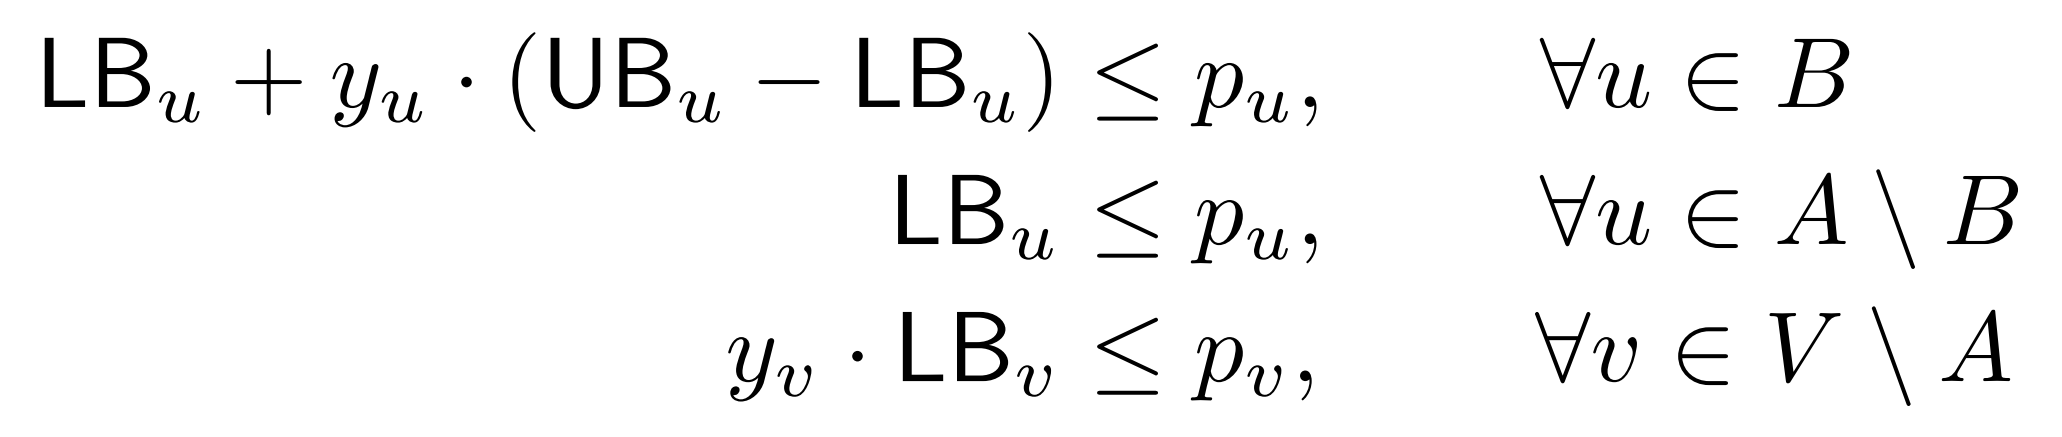 LB_u + y_u · (UB_u − LB_u) ≤ p_u, ∀u ∈ B
LB_u ≤ p_u, ∀u ∈ A \ B
y_v · LB_v ≤ p_v, ∀v ∈ V \ A